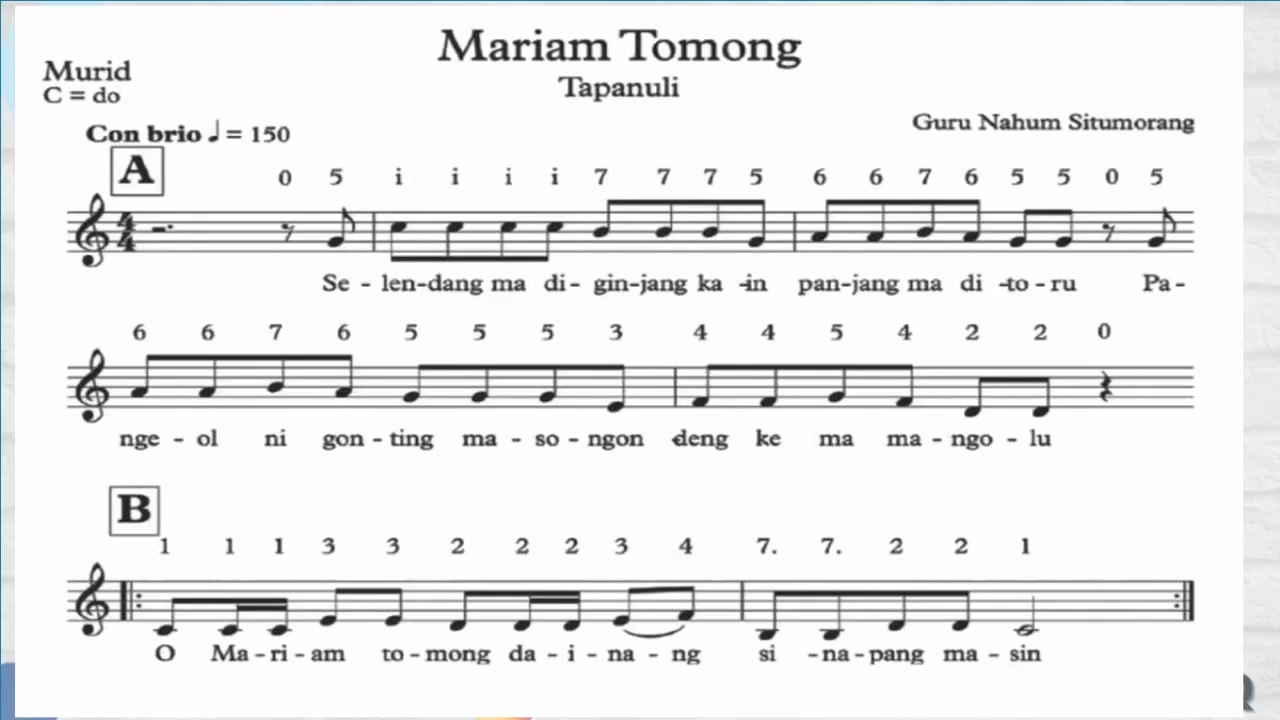 Mariam Tomong
Tapanuli
Murid
C = do
Guru Nahum Situmorang
Con brio ♩ = 150
A
0 5 i i i i 7 7 7 5 6 6 7 6 5 5 0 5
4/4
Se - len-dang ma di- gin-jang ka -in pan-jang ma di -to - ru Pa-
6 6 7 6 5 5 5 3 4 4 5 4 2 2 0
nge - ol ni gon - ting ma - so - ngon deng ke ma ma - ngo - lu
B
1 1 1 3 3 2 2 2 3 4 7. 7. 2 2 1
O Ma - ri - am to - mong da - i - na - ng si -na - pang ma - sin
R